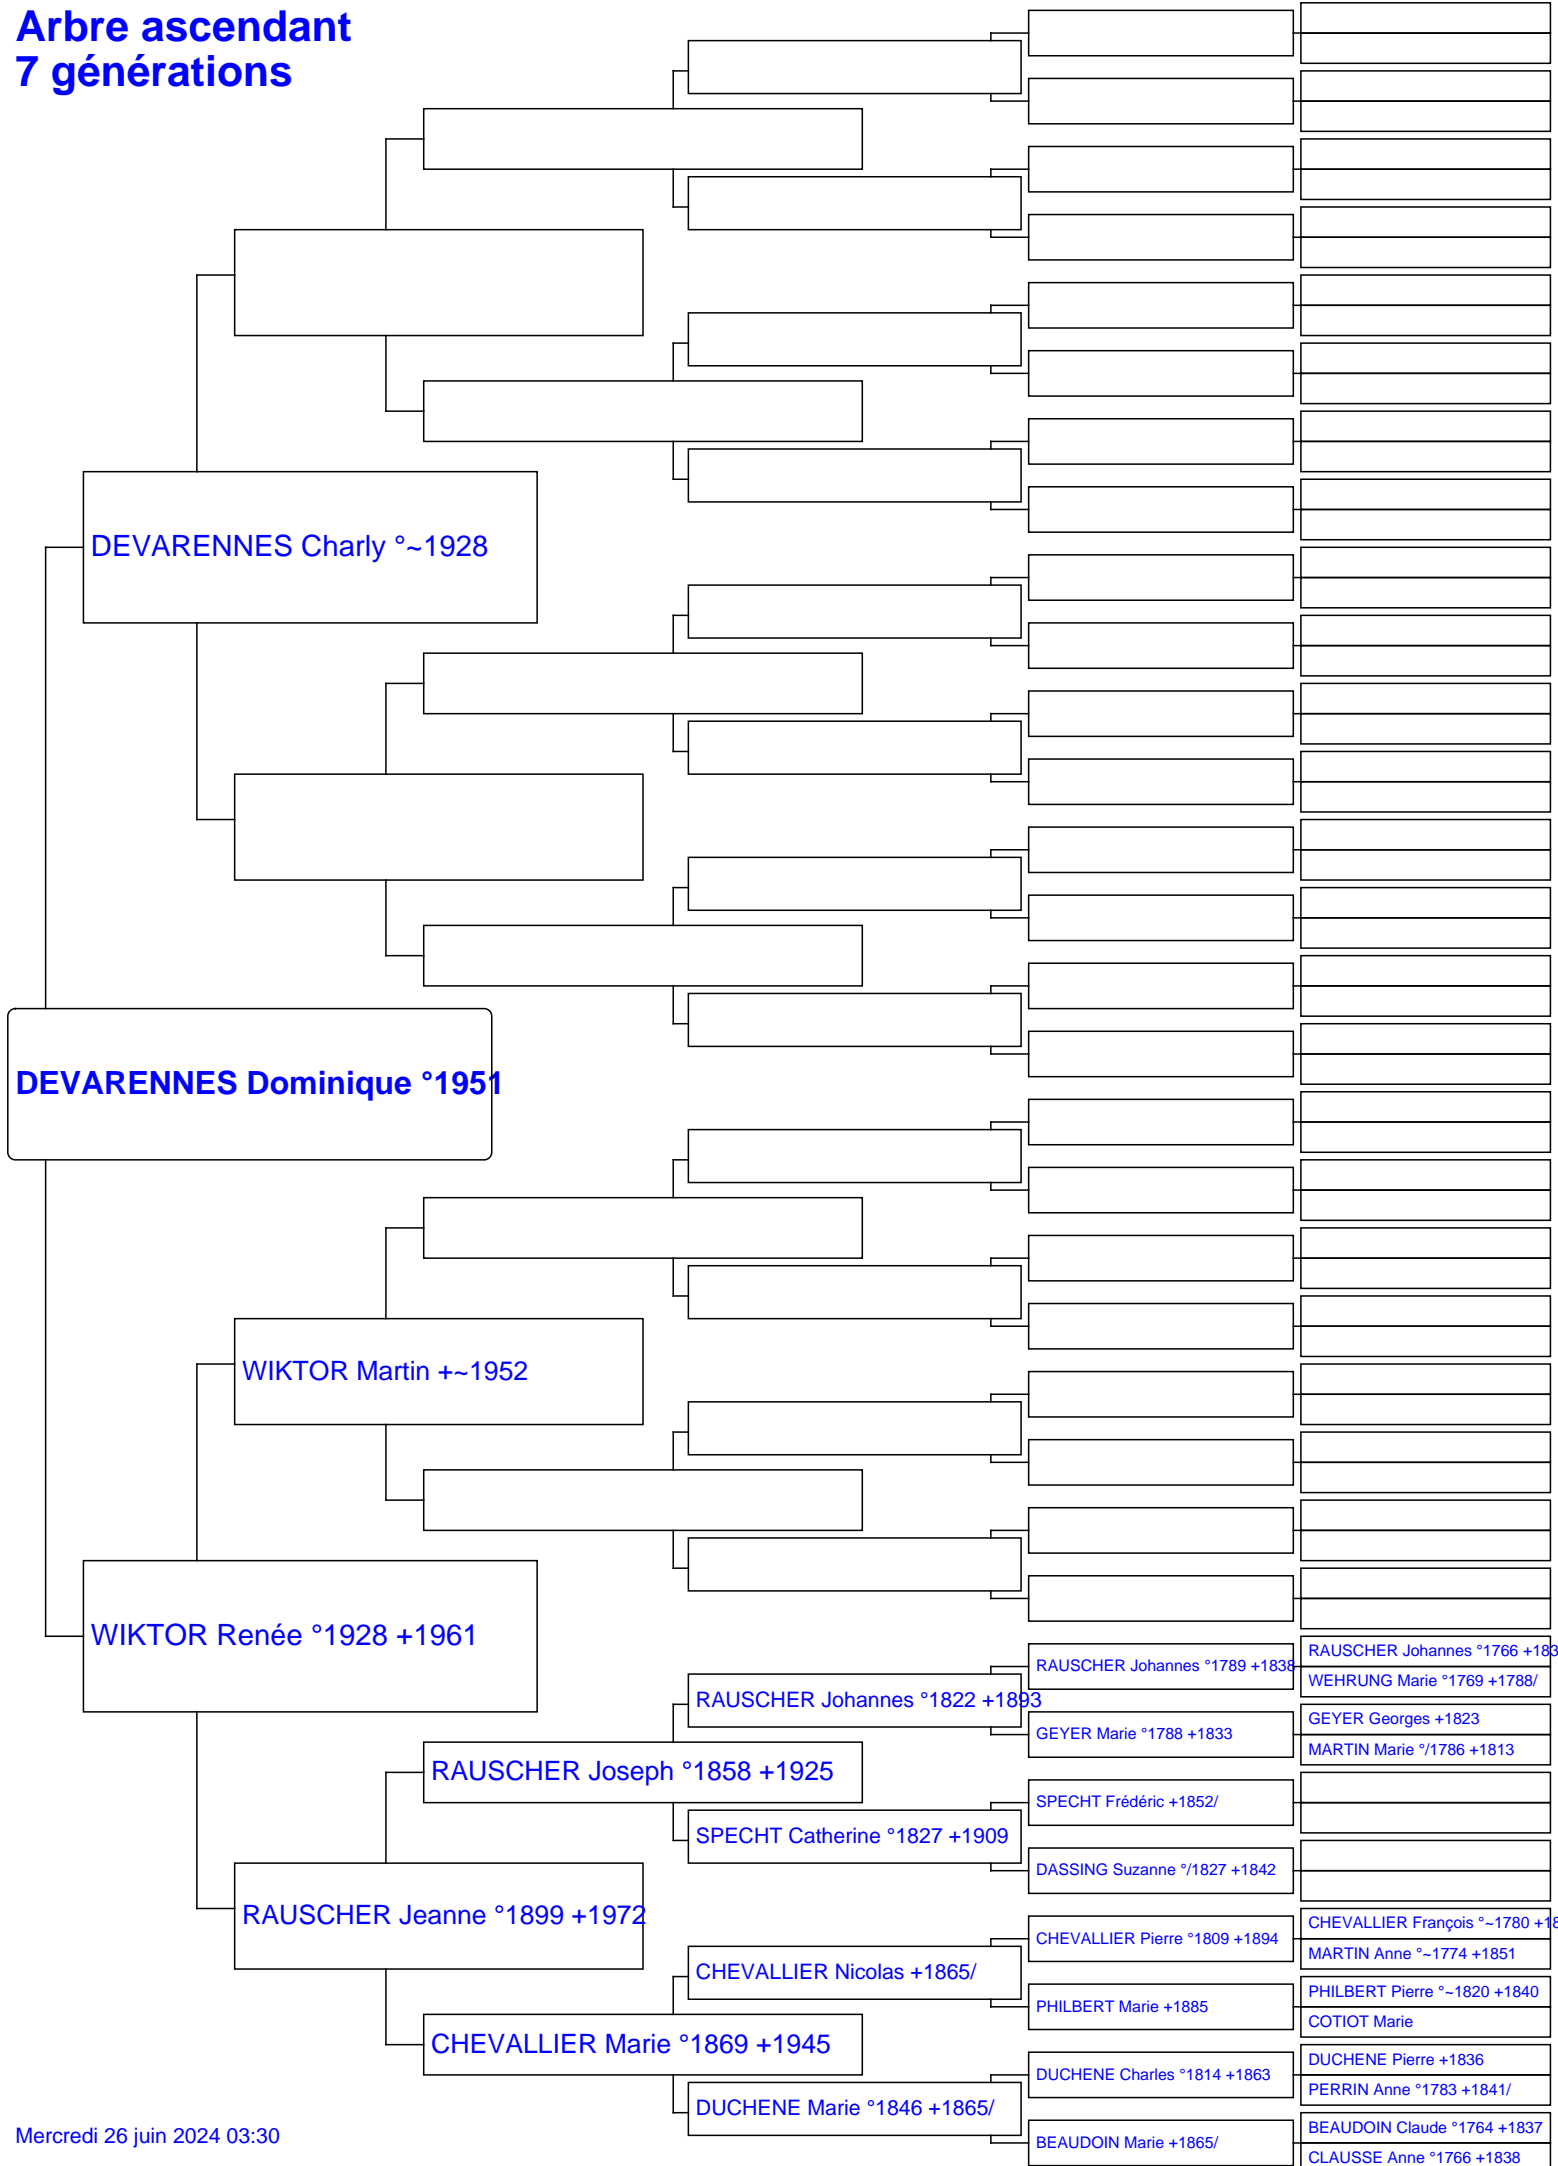 Arbre ascendant
7 générations
DEVARENNES Charly °~1928
DEVARENNES Dominique °1951
WIKTOR Martin +~1952
WIKTOR Renée °1928 +1961
RAUSCHER Johannes °1766 +183
RAUSCHER Johannes °1789 +1838
WEHRUNG Marie °1769 +1788/
RAUSCHER Johannes °1822 +1893
GEYER Georges +1823
GEYER Marie °1788 +1833
MARTIN Marie °/1786 +1813
RAUSCHER Joseph °1858 +1925
SPECHT Frédéric +1852/
SPECHT Catherine °1827 +1909
DASSING Suzanne °/1827 +1842
RAUSCHER Jeanne °1899 +1972
CHEVALLIER François °~1780 +18
CHEVALLIER Pierre °1809 +1894
MARTIN Anne °~1774 +1851
CHEVALLIER Nicolas +1865/
PHILBERT Pierre °~1820 +1840
PHILBERT Marie +1885
COTIOT Marie
CHEVALLIER Marie °1869 +1945
DUCHENE Pierre +1836
DUCHENE Charles °1814 +1863
PERRIN Anne °1783 +1841/
DUCHENE Marie °1846 +1865/
BEAUDOIN Claude °1764 +1837
BEAUDOIN Marie +1865/
CLAUSSE Anne °1766 +1838
Mercredi 26 juin 2024 03:30